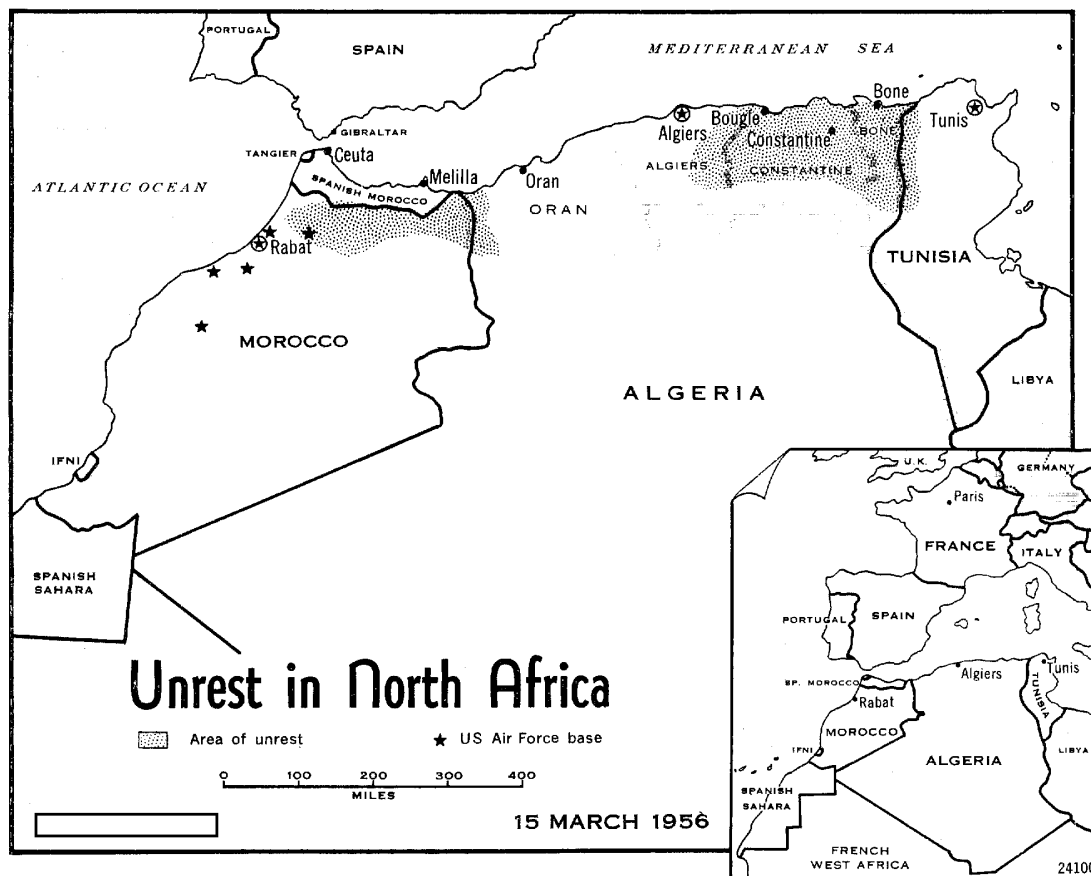 PORTUGAL
SPAIN
MEDITERRANEAN SEA
GIBRALTAR
TANGIER
Ceuta
ATLANTIC OCEAN
SPANISH MOROCCO
Melilla
Oran
ORAN
Algiers
ALGIERS
Bougie
Constantine
CONSTANTINE
Bone
BONE
Tunis
Rabat
TUNISIA
MOROCCO
ALGERIA
LIBYA
IFNI
SPANISH
SAHARA
Unrest in North Africa
Area of unrest
US Air Force base
0 100 200 300 400
MILES
15 MARCH 1956
U.K.
GERMANY
Paris
FRANCE
ITALY
PORTUGAL
SPAIN
SP. MOROCCO
Algiers
Tunis
TUNISIA
Rabat
MOROCCO
IFNI
ALGERIA
LIBYA
SPANISH
SAHARA
FRENCH
WEST AFRICA
24100